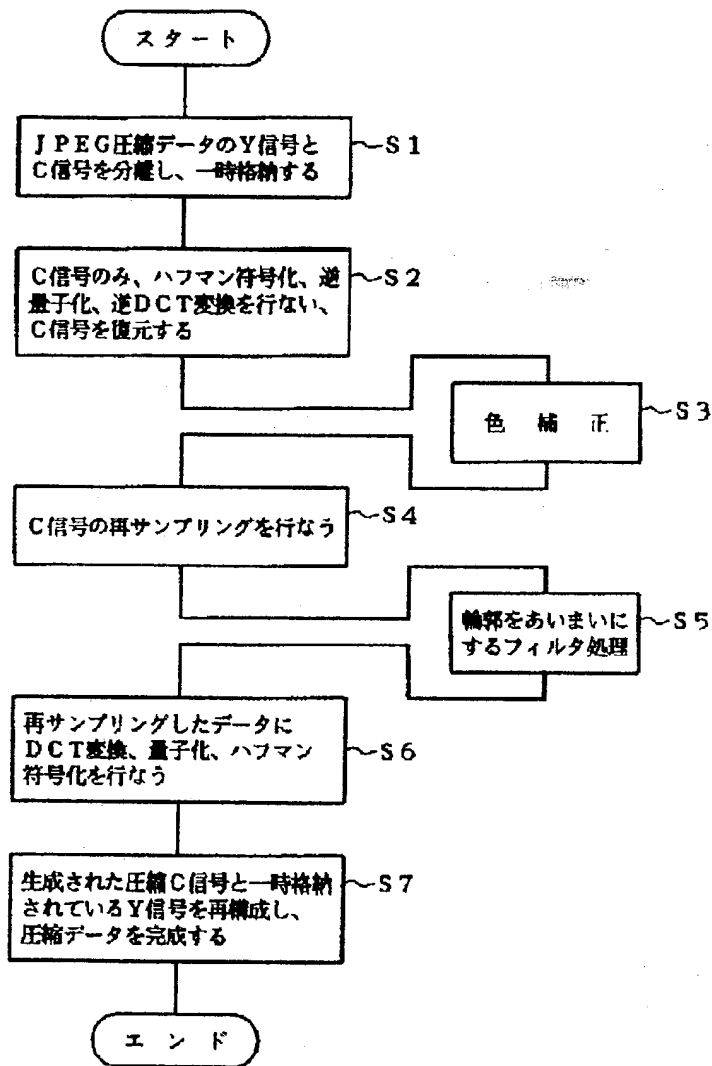 スタート
JPEG圧縮データのY信号と
C信号を分離し、一時格納する
~S1
C信号のみ、ハフマン符号化、逆
量子化、逆DCT変換を行ない、
C信号を復元する
~S2
色補正
~S3
C信号の再サンプリングを行なう
~S4
輪郭をあいまいに
するフィルタ処理
~S5
再サンプリングしたデータに
DCT変換、量子化、ハフマン
符号化を行なう
~S6
生成された圧縮C信号と一時格納
されているY信号を再構成し、
圧縮データを完成する
~S7
エンド